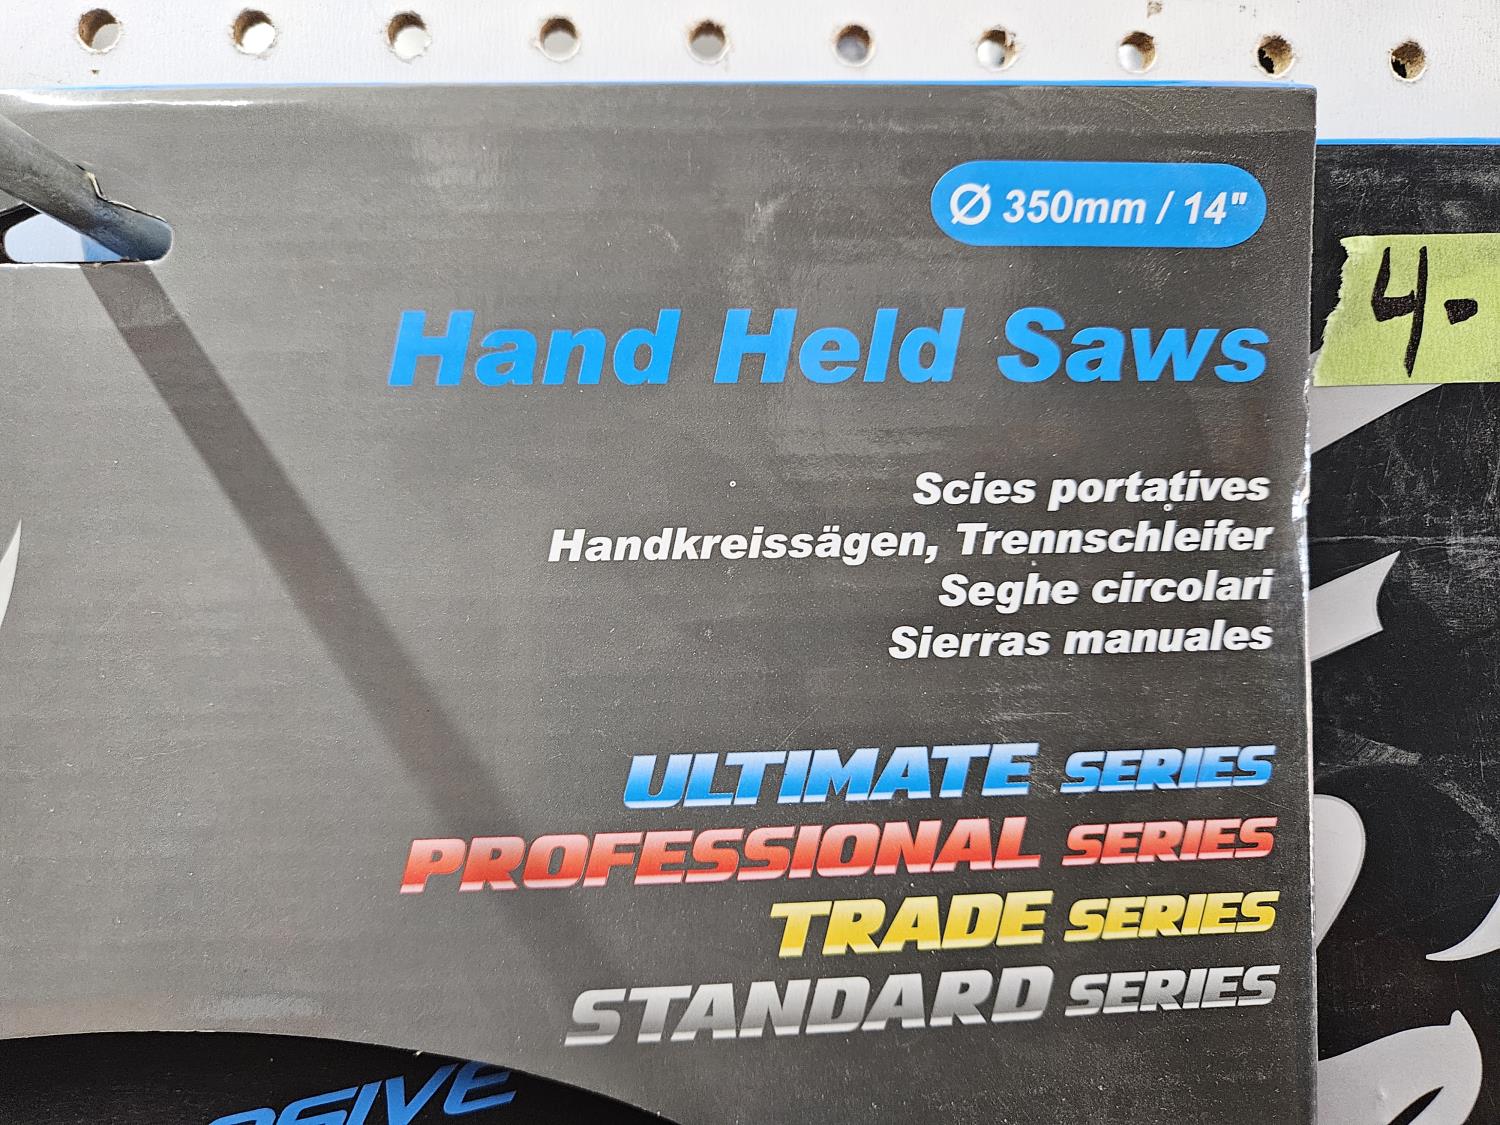 Ø 350mm / 14"
4-
Hand Held Saws
Scies portatives
Handkreissägen, Trennschleifer
Seghe circolari
Sierras manuales
ULTIMATE SERIES
PROFESSIONAL SERIES
TRADE SERIES
STANDARD SERIES